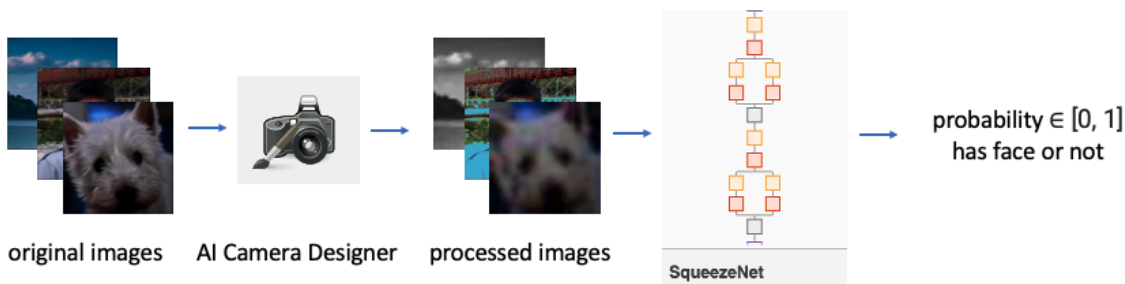 original images
AI Camera Designer
processed images
SqueezeNet
probability ∈ [0, 1]
has face or not